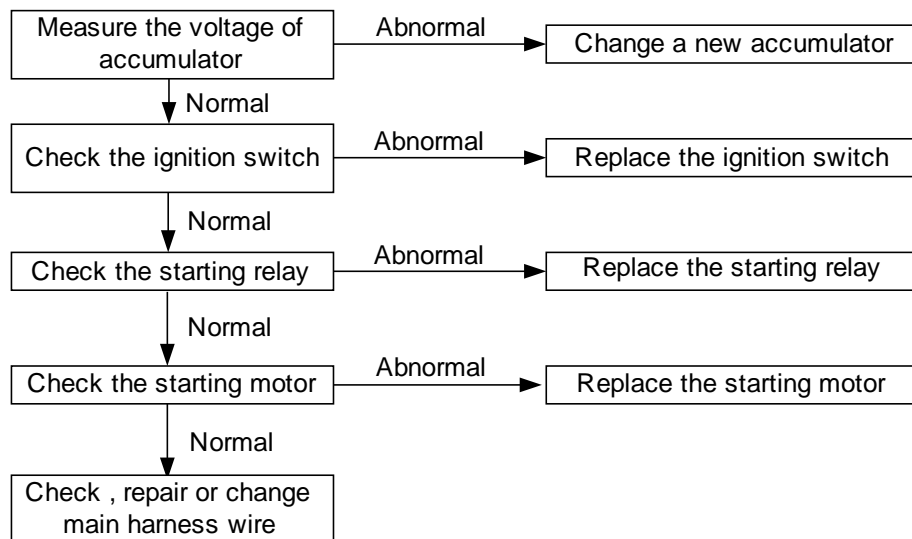 Measure the voltage of
accumulator
Abnormal
Change a new accumulator
Normal
Check the ignition switch
Abnormal
Replace the ignition switch
Normal
Check the starting relay
Abnormal
Replace the starting relay
Normal
Check the starting motor
Abnormal
Replace the starting motor
Normal
Check , repair or change
main harness wire